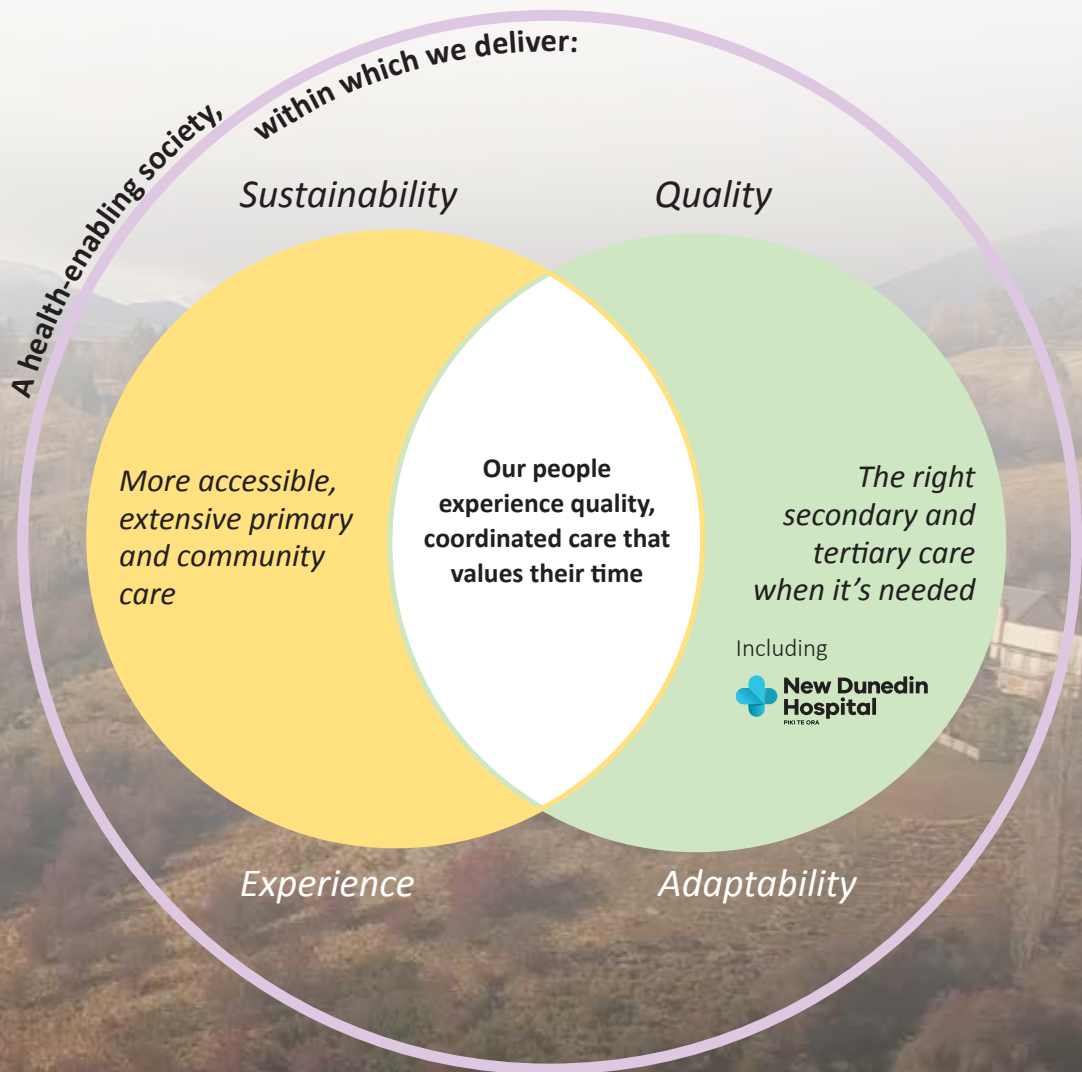 A health-enabling society, within which we deliver:
Sustainability
Quality
More accessible,
extensive primary
and community
care
Our people
experience quality,
coordinated care that
values their time
The right
secondary and
tertiary care
when it's needed
Including
New Dunedin
Hospital
PIKI TE ORA
Experience
Adaptability